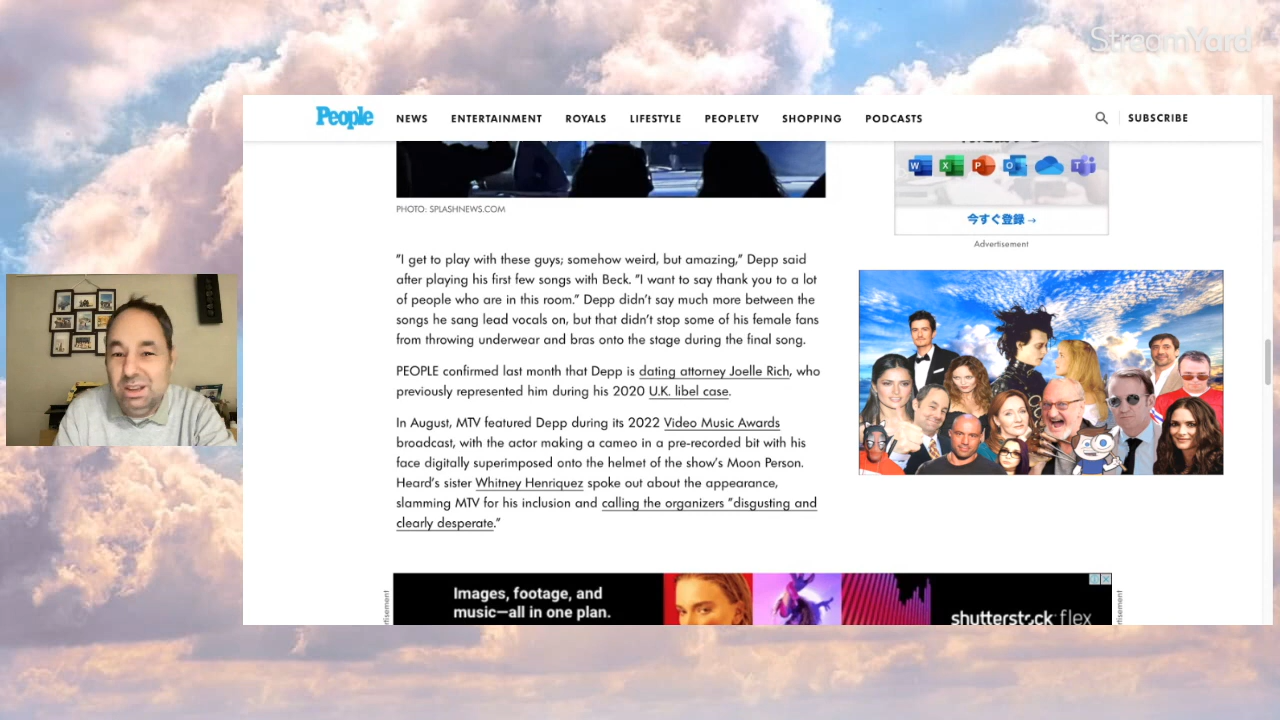 StreamYard
People
NEWS ENTERTAINMENT ROYALS LIFESTYLE PEOPLETV SHOPPING PODCASTS SUBSCRIBE
W X P O T
PHOTO: SPLASHNEWS.COM
今すぐ登録→
Advertisement
"I get to play with these guys; somehow weird, but amazing," Depp said
after playing his first few songs with Beck. "I want to say thank you to a lot
of people who are in this room." Depp didn't say much more between the
songs he sang lead vocals on, but that didn't stop some of his female fans
from throwing underwear and bras onto the stage during the final song.
PEOPLE confirmed last month that Depp is dating attorney Joelle Rich, who
previously represented him during his 2020 U.K. libel case.
In August, MTV featured Depp during its 2022 Video Music Awards
broadcast, with the actor making a cameo in a pre-recorded bit with his
face digitally superimposed onto the helmet of the show's Moon Person.
Heard's sister Whitney Henriquez spoke out about the appearance,
slamming MTV for his inclusion and calling the organizers "disgusting and
clearly desperate."
Images, footage, and
music—all in one plan.
shutterstock flex